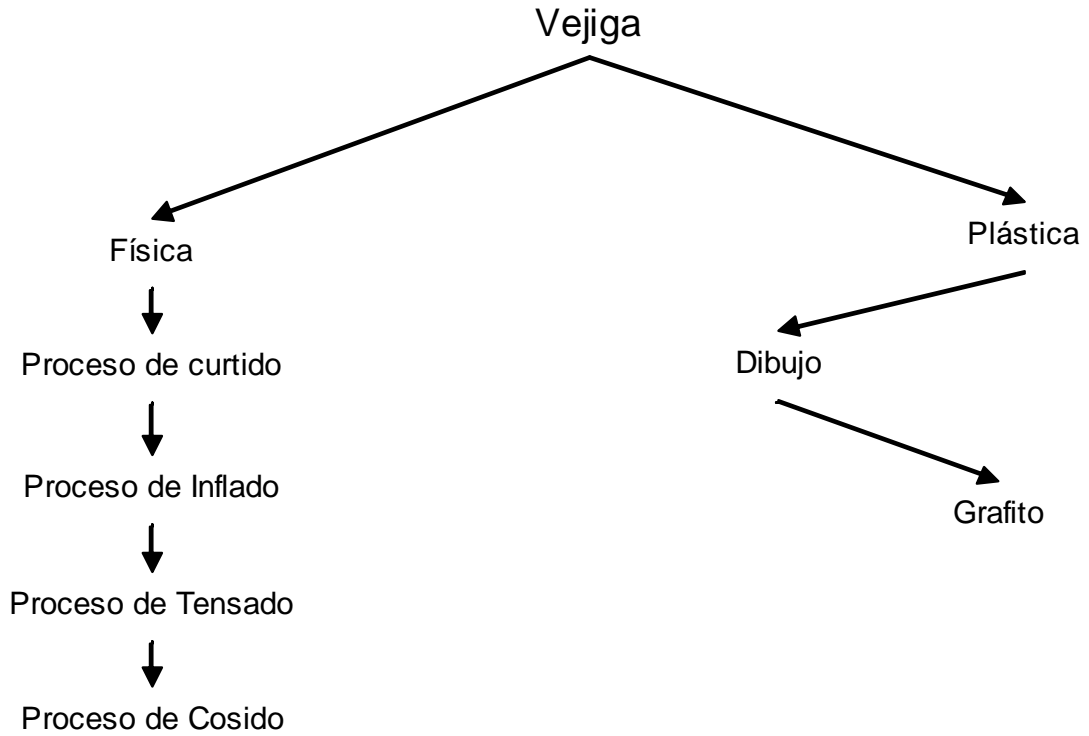 Vejiga
Física
Plástica
Proceso de curtido
Dibujo
Proceso de Inflado
Grafito
Proceso de Tensado
Proceso de Cosido